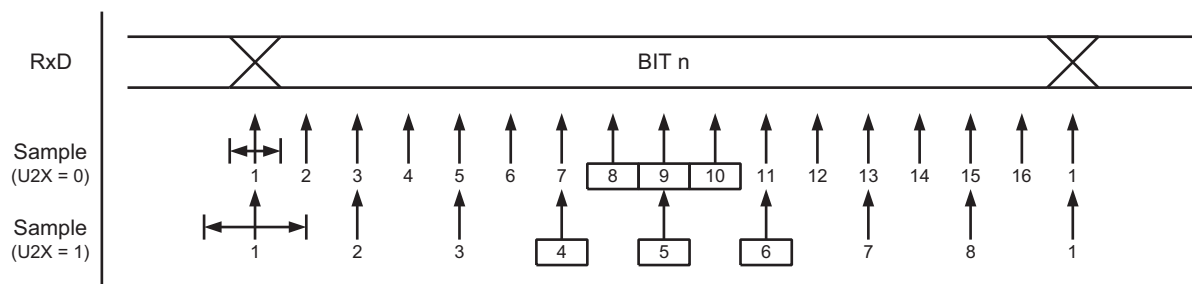 RxD
BIT n
Sample
(U2X = 0)
1 2 3 4 5 6 7 8 9 10 11 12 13 14 15 16 1
Sample
(U2X = 1)
1 2 3 4 5 6 7 8 1